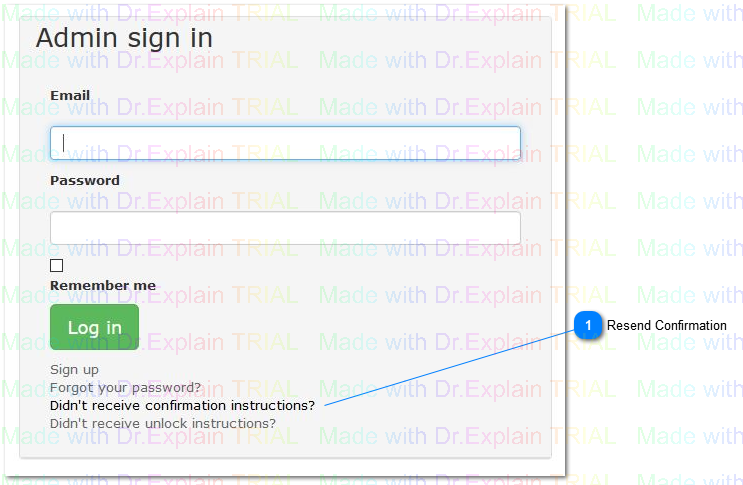 Admin sign in
Email
Password
Remember me
Log in
Sign up
Forgot your password?
Didn't receive confirmation instructions?
Didn't receive unlock instructions?
1 Resend Confirmation
Made with Dr.Explain TRIAL